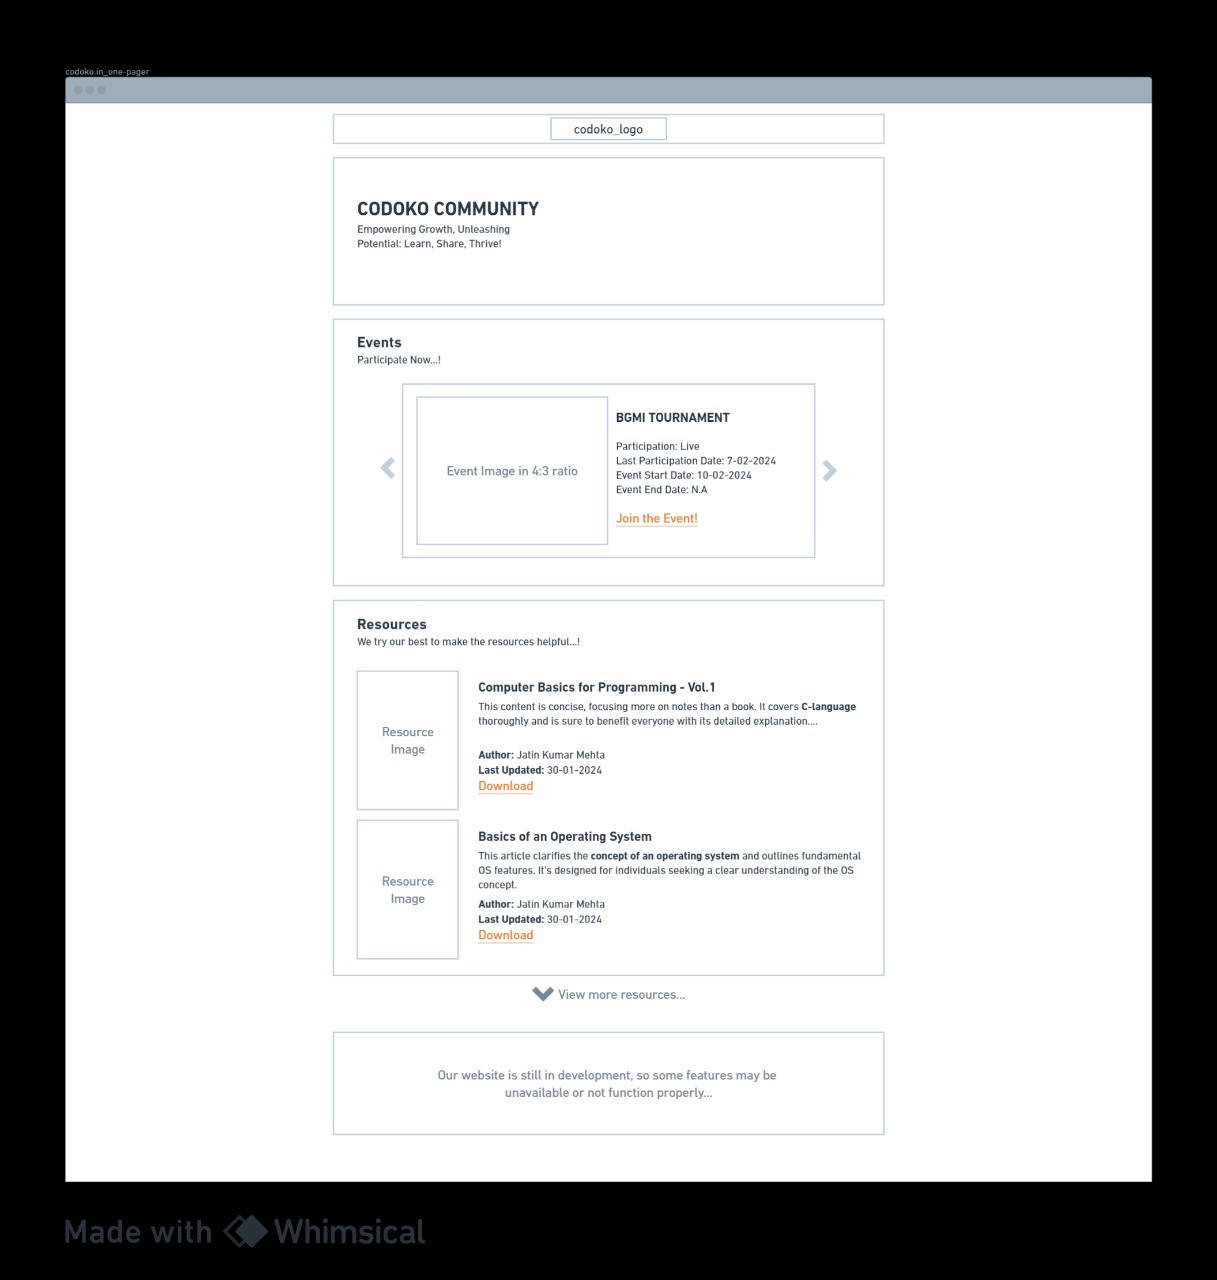 codoko.in_one-pager
codoko_logo
CODOKO COMMUNITY
Empowering Growth, Unleashing
Potential: Learn, Share, Thrive!
Events
Participate Now...!
Event Image in 4:3 ratio
BGMI TOURNAMENT
Participation: Live
Last Participation Date: 7-02-2024
Event Start Date: 10-02-2024
Event End Date: N.A
Join the Event!
Resources
We try our best to make the resources helpful...!
Resource
Image
Computer Basics for Programming - Vol.1
This content is concise, focusing more on notes than a book. It covers C-language
thoroughly and is sure to benefit everyone with its detailed explanation....
Author: Jatin Kumar Mehta
Last Updated: 30-01-2024
Download
Resource
Image
Basics of an Operating System
This article clarifies the concept of an operating system and outlines fundamental
OS features. It's designed for individuals seeking a clear understanding of the OS
concept.
Author: Jatin Kumar Mehta
Last Updated: 30-01-2024
Download
View more resources...
Our website is still in development, so some features may be
unavailable or not function properly...
Made with Whimsical